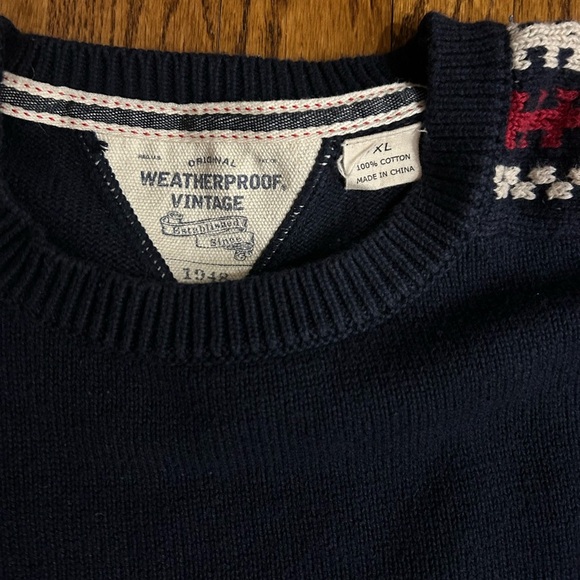 ORIGINAL
WEATHERPROOF.
VINTAGE
Established
Since
1948
XL
100% COTTON
MADE IN CHINA